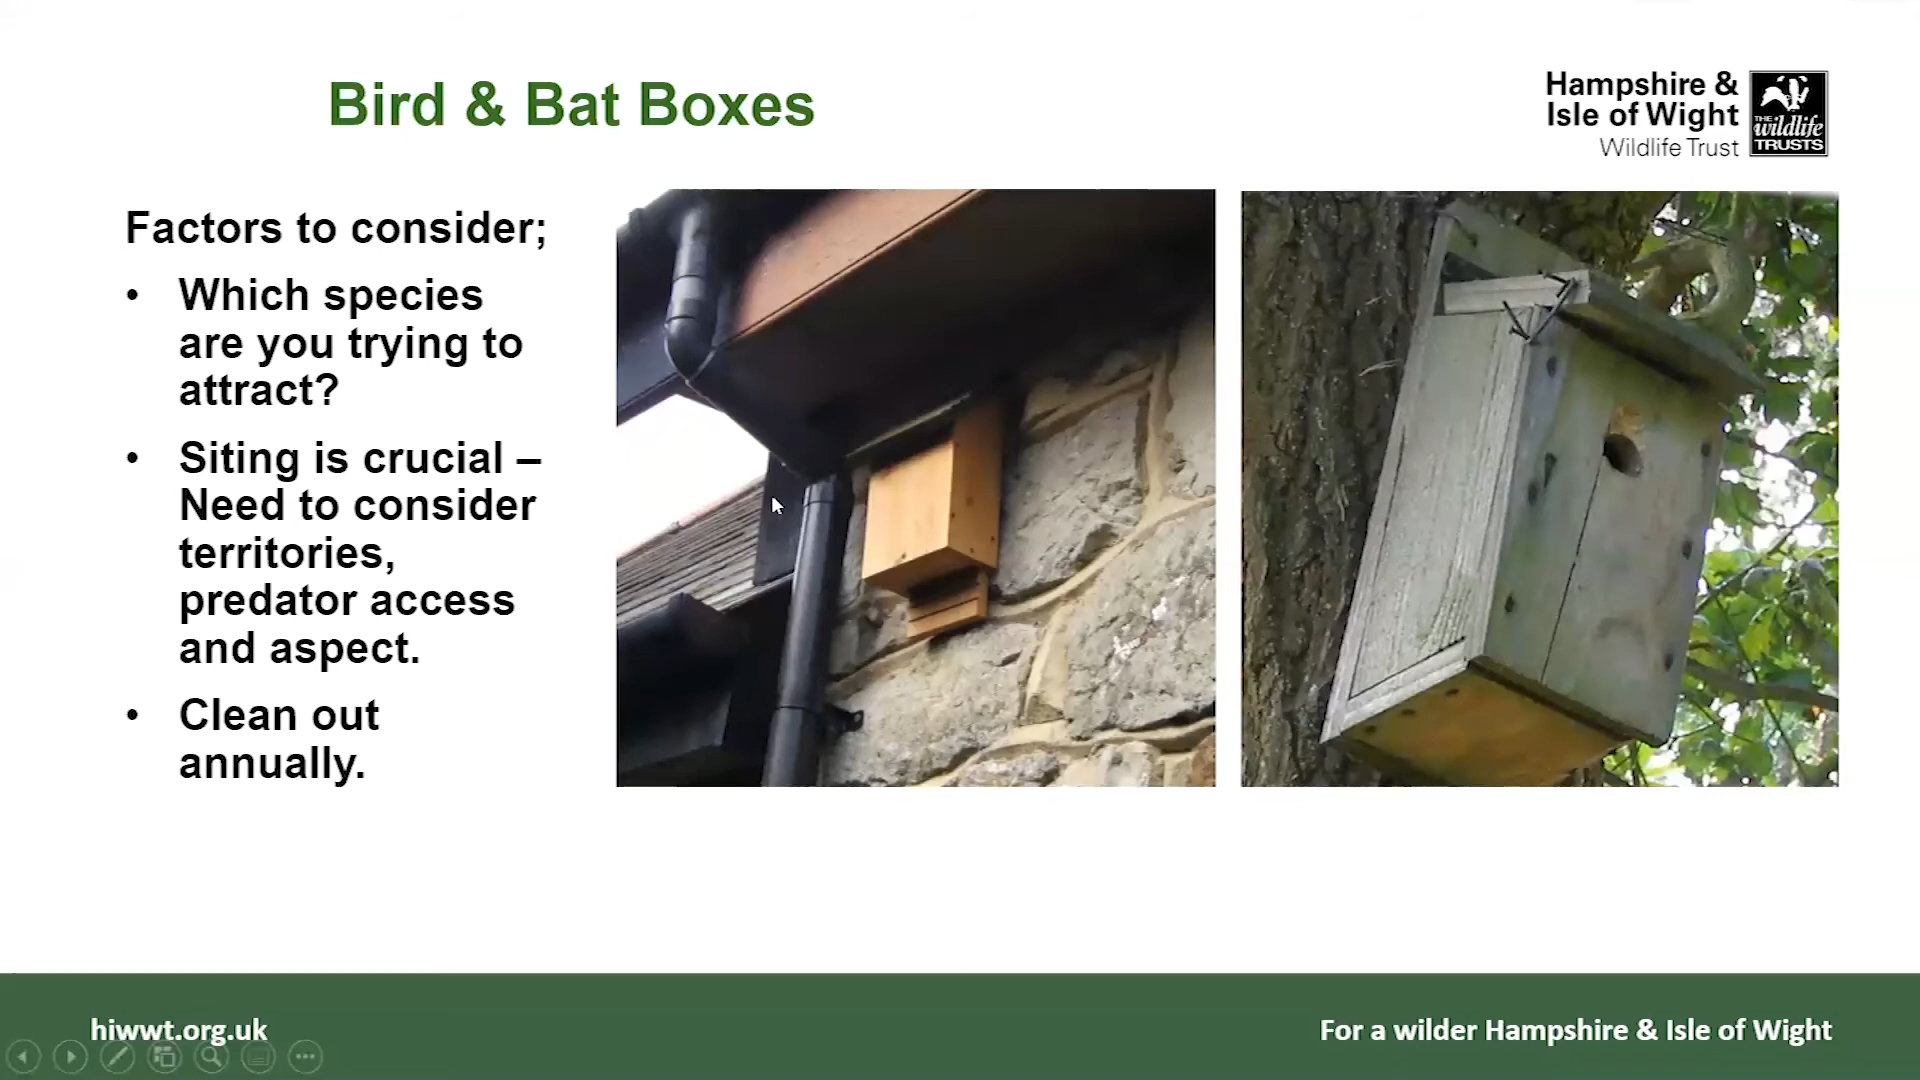 Bird & Bat Boxes
Hampshire &
Isle of Wight
Wildlife Trust
THE
wildlife
TRUSTS
Factors to consider;
• Which species
are you trying to
attract?
• Siting is crucial –
Need to consider
territories,
predator access
and aspect.
• Clean out
annually.
hiwwt.org.uk
For a wilder Hampshire & Isle of Wight